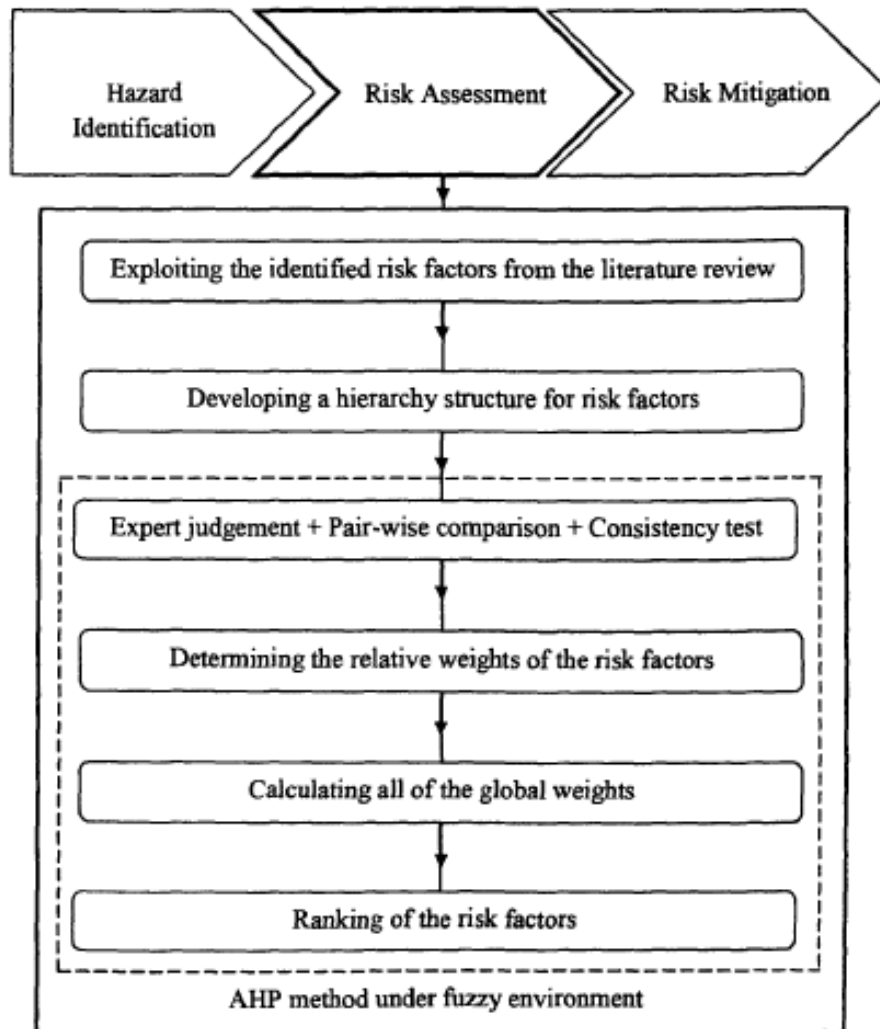 Hazard
Identification
Risk Assessment
Risk Mitigation
Exploiting the identified risk factors from the literature review
Developing a hierarchy structure for risk factors
Expert judgement + Pair-wise comparison + Consistency test
Determining the relative weights of the risk factors
Calculating all of the global weights
Ranking of the risk factors
AHP method under fuzzy environment